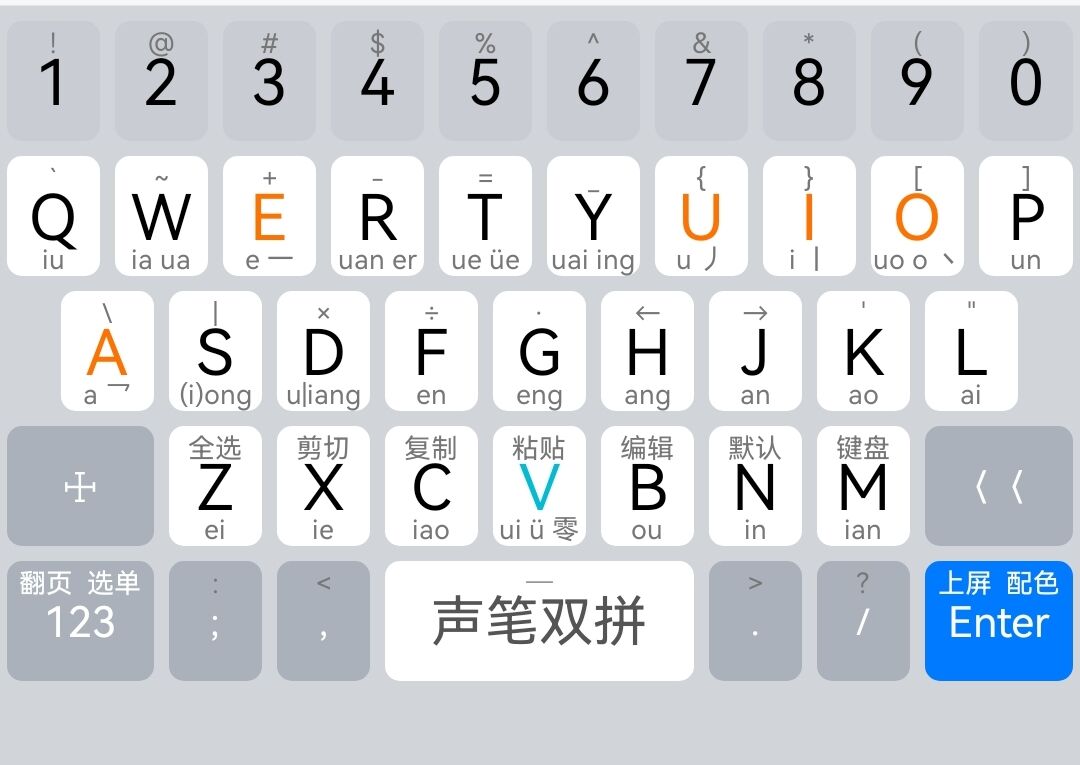 ! @ # $ % ^ & * ( )
1 2 3 4 5 6 7 8 9 0
` ~ + - = _ { } [ ]
Q W E R T Y U I O P
iu ia ua e 一 uan er ue üe uai ing u 丿 i 丨 uo o 丶 un
\ | × ÷ · ← → ' "
A S D F G H J K L
a 乛 (i)ong u|iang en eng ang an ao ai
全选 剪切 复制 粘贴 编辑 默认 键盘
Z X C V B N M 〈〈
ei ie iao ui ü 零 ou in ian
翻页 选单 : < — > ? 上屏 配色
123 ; , 声笔双拼 . / Enter